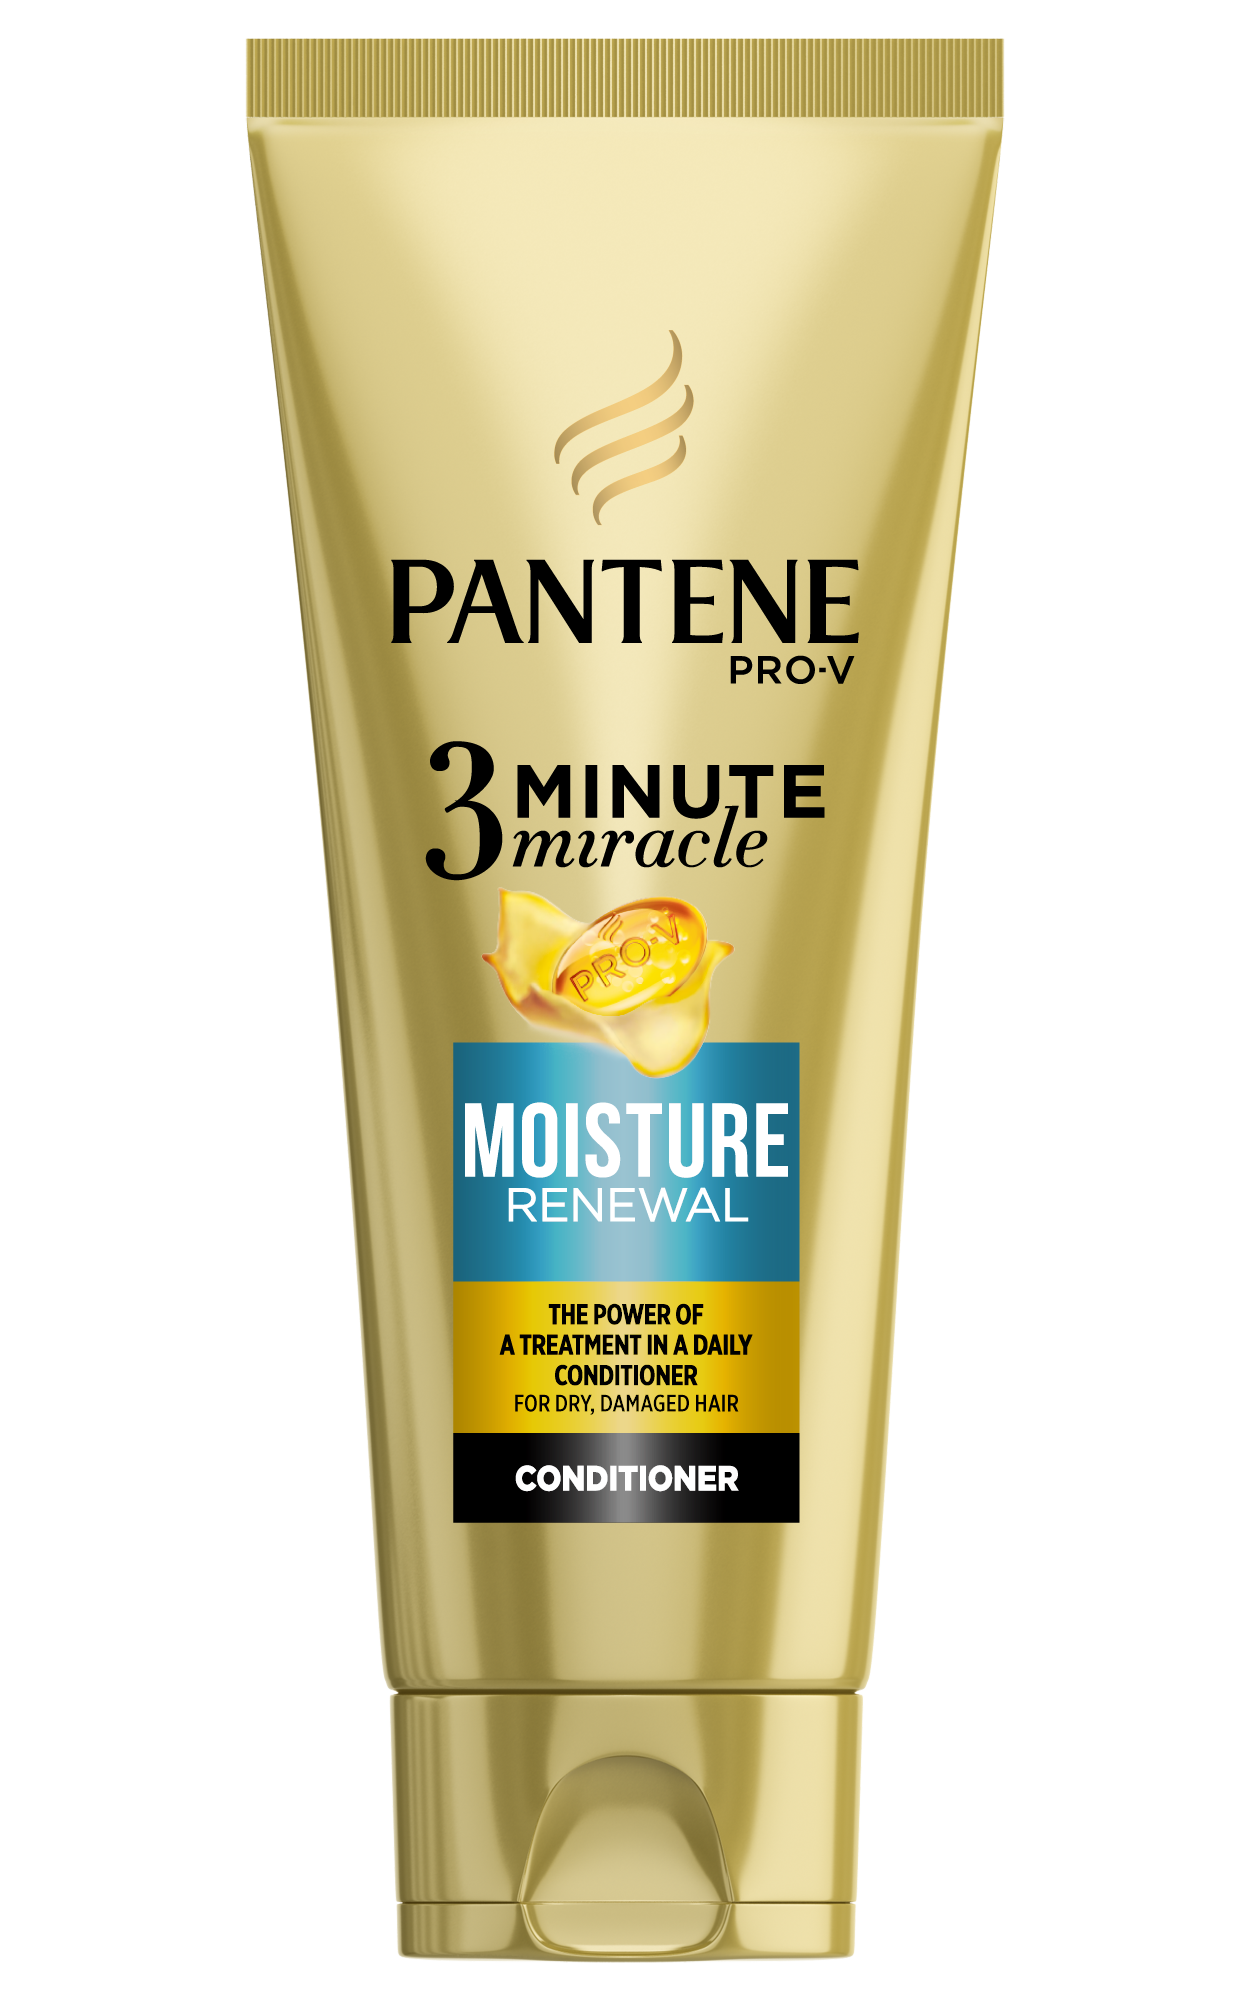 PANTENE
PRO-V
3 MINUTE
miracle
PRO-V
MOISTURE
RENEWAL
THE POWER OF
A TREATMENT IN A DAILY
CONDITIONER
FOR DRY, DAMAGED HAIR
CONDITIONER